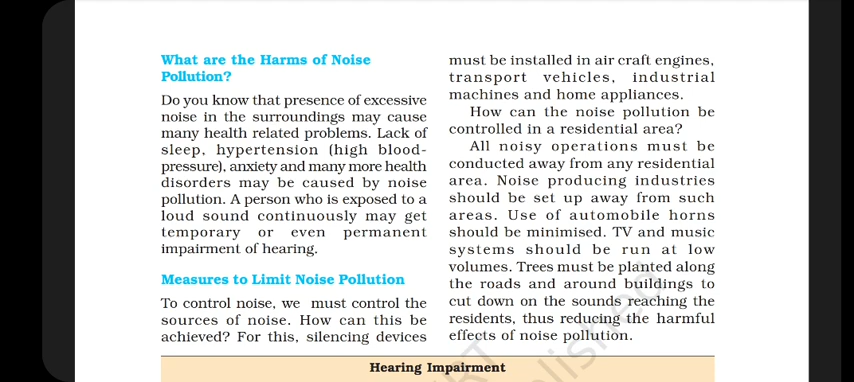 What are the Harms of Noise
Pollution?
Do you know that presence of excessive
noise in the surroundings may cause
many health related problems. Lack of
sleep, hypertension (high blood-
pressure), anxiety and many more health
disorders may be caused by noise
pollution. A person who is exposed to a
loud sound continuously may get
temporary or even permanent
impairment of hearing.
Measures to Limit Noise Pollution
To control noise, we must control the
sources of noise. How can this be
achieved? For this, silencing devices
must be installed in air craft engines,
transport vehicles, industrial
machines and home appliances.
How can the noise pollution be
controlled in a residential area?
All noisy operations must be
conducted away from any residential
area. Noise producing industries
should be set up away from such
areas. Use of automobile horns
should be minimised. TV and music
systems should be run at low
volumes. Trees must be planted along
the roads and around buildings to
cut down on the sounds reaching the
residents, thus reducing the harmful
effects of noise pollution.
Hearing Impairment